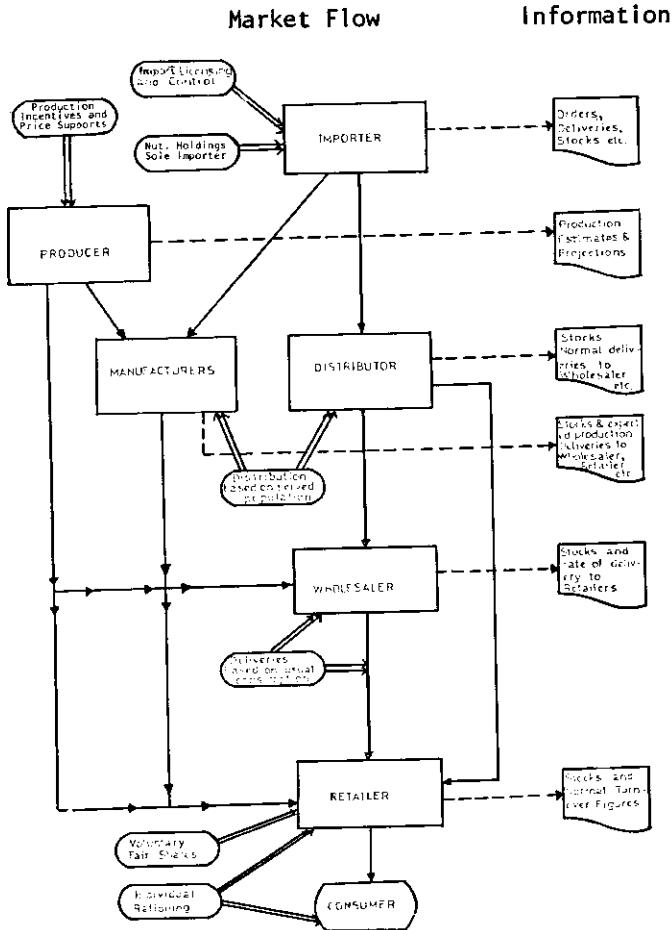 Market Flow
Information
Import Licensing
And Control
Production
Incentives and
Price Supports
Nut. Holdings
Sole Importer
IMPORTER
Orders,
Deliveries,
Stocks etc.
PRODUCER
Production
Estimates &
Projections
MANUFACTURERS
DISTRIBUTOR
Stocks
Normal deliv-
eries to
Wholesaler
etc.
Stocks & expect
ed production
Deliveries to
Wholesaler,
Retailer
etc
Distribution
based on served
population
WHOLESALER
Stocks and
rate of deliv-
ery to
Retailers
Deliveries
based on usual
RETAILER
Stocks and
Normal Turn-
over Figures
Voluntary
Fair Shares
Individual
Rationing
CONSUMER